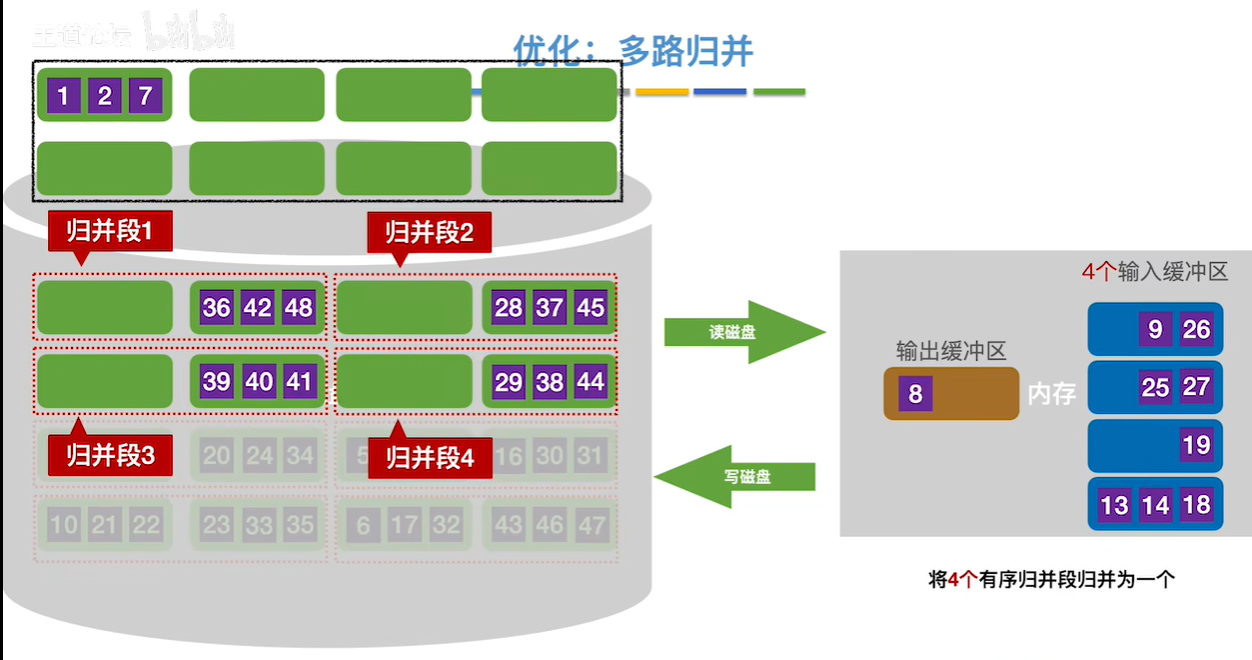 王道论坛 bilibili
优化：多路归并
1 2 7
归并段1
归并段2
36 42 48
28 37 45
39 40 41
29 38 44
归并段3
归并段4
20 24 34
5
16 30 31
10 21 22
23 33 35
6 17 32
43 46 47
读磁盘
写磁盘
4个输入缓冲区
输出缓冲区
8
内存
9 26
25 27
19
13 14 18
将4个有序归并段归并为一个